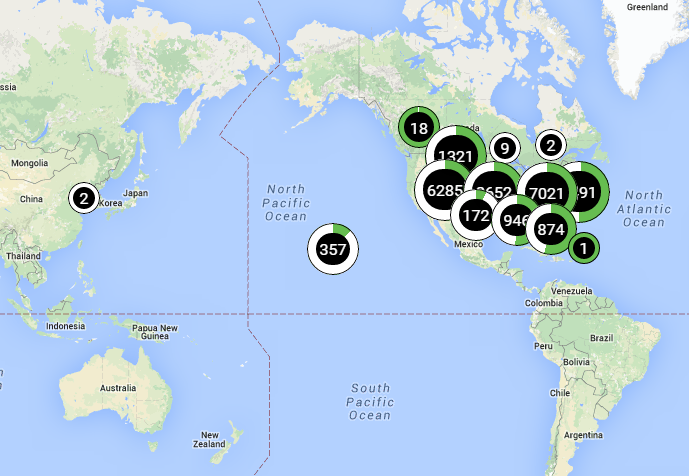 Greenland
18
9
2
1321
Mongolia
China
2
Korea
Japan
6285
7021
North
Pacific
Ocean
172
946
874
North
Atlantic
Ocean
357
Mexico
1
Thailand
Venezuela
Colombia
Indonesia
Papua New
Guinea
Brazil
Peru
Bolivia
Australia
South
Pacific
Ocean
Chile
New
Zealand
Argentina